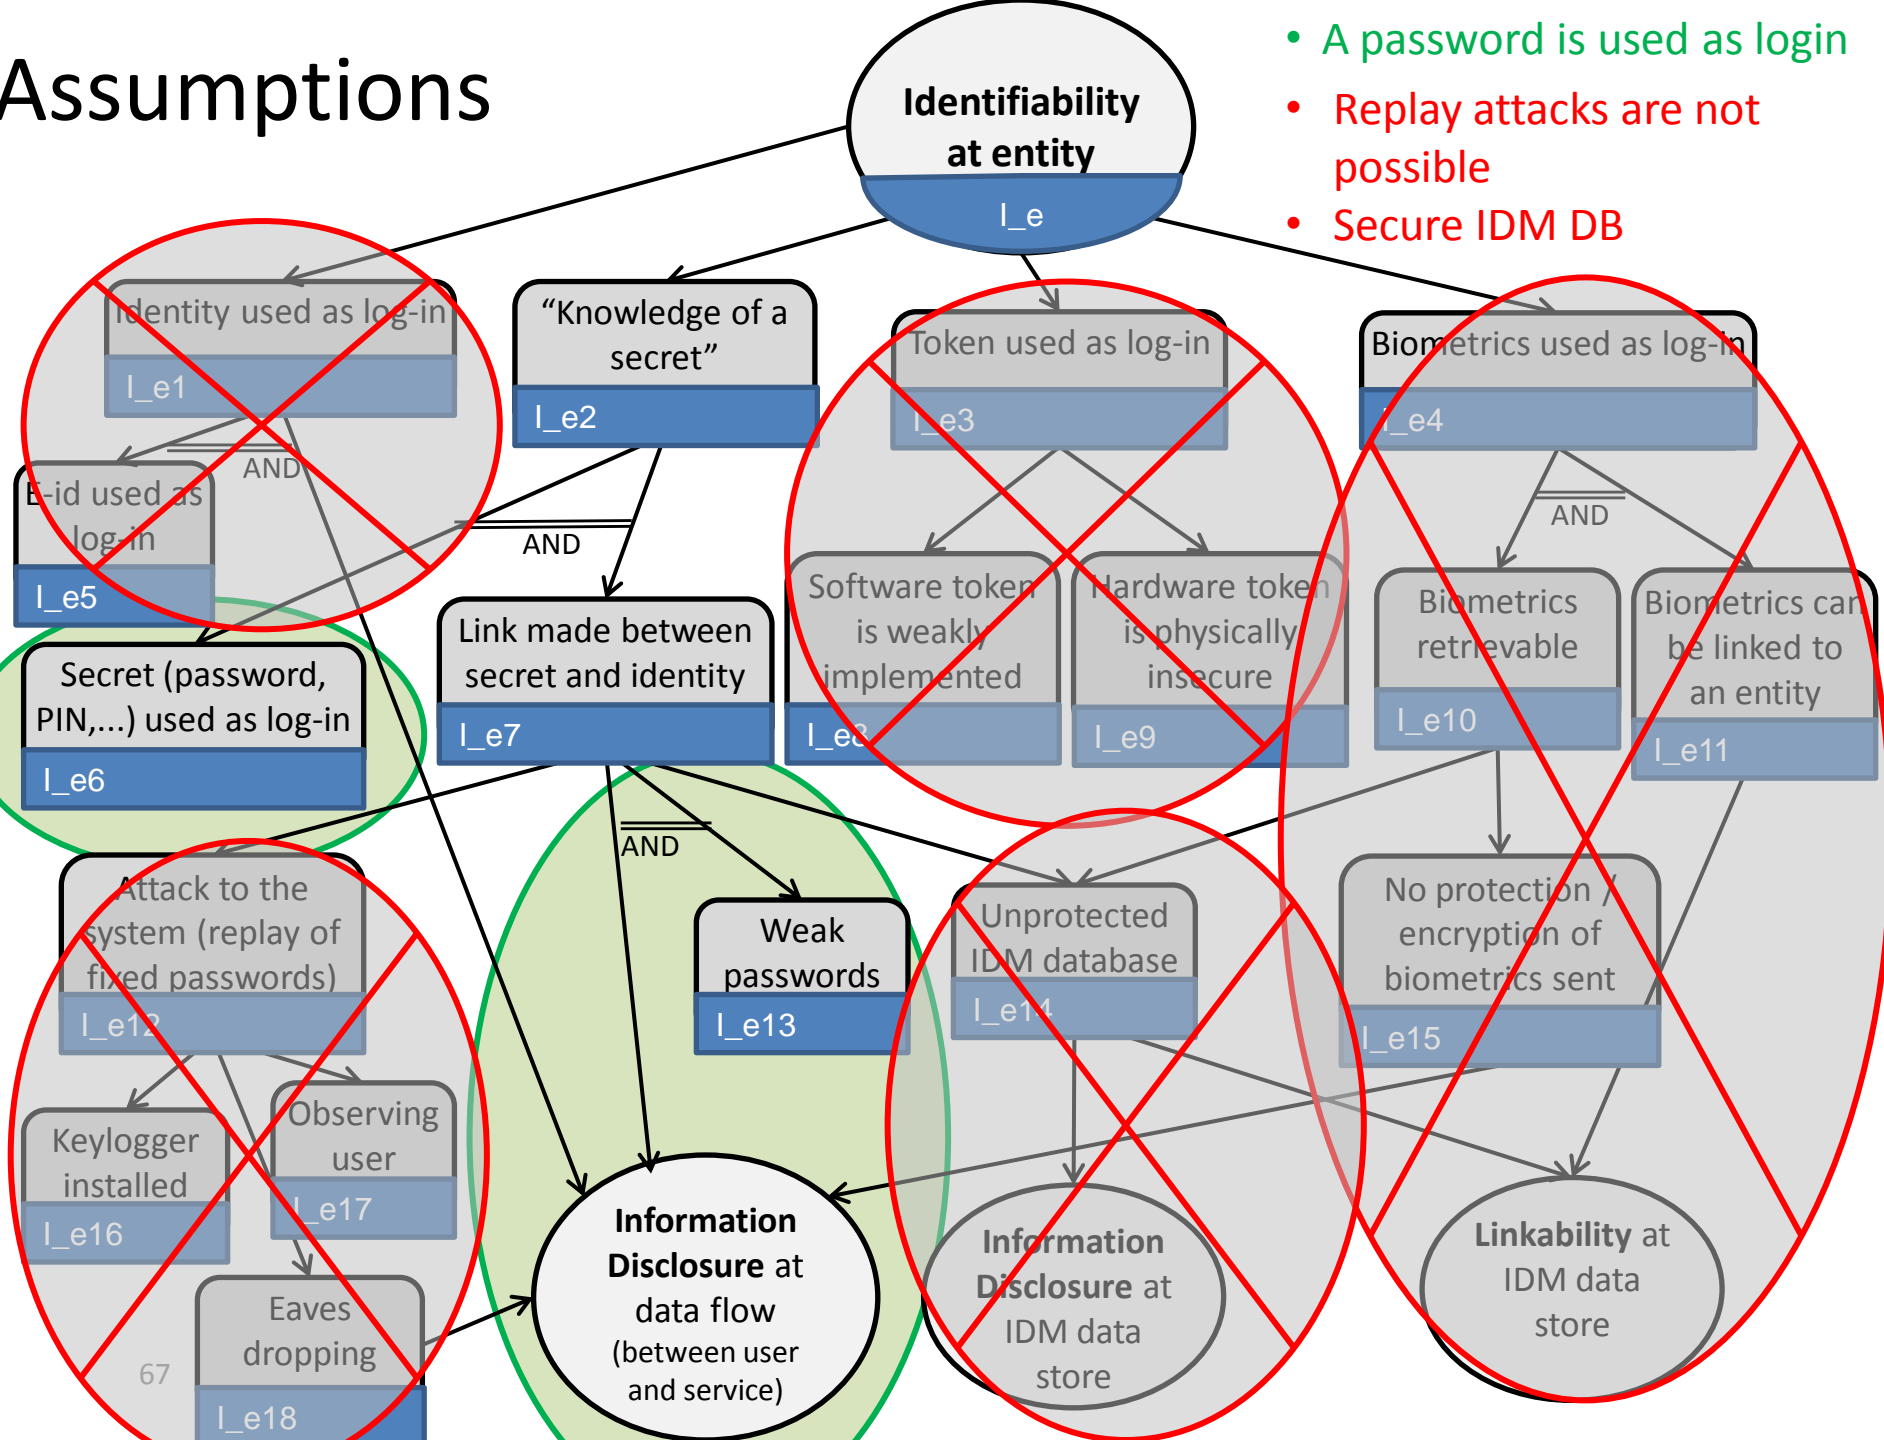 Assumptions
• A password is used as login
• Replay attacks are not
possible
• Secure IDM DB
Identifiability
at entity
I_e
Identity used as log-in
I_e1
"Knowledge of a
secret"
I_e2
Token used as log-in
I_e3
Biometrics used as log-in
I_e4
AND
E-id used as
log-in
I_e5
AND
AND
Secret (password,
PIN,...) used as log-in
I_e6
Link made between
secret and identity
I_e7
Software token
is weakly
implemented
I_e8
Hardware token
is physically
insecure
I_e9
Biometrics
retrievable
I_e10
Biometrics can
be linked to
an entity
I_e11
AND
Attack to the
system (replay of
fixed passwords)
I_e12
Weak
passwords
I_e13
Unprotected
IDM database
I_e14
No protection /
encryption of
biometrics sent
I_e15
Keylogger
installed
I_e16
Observing
user
I_e17
Eaves
dropping
I_e18
Information
Disclosure at
data flow
(between user
and service)
Information
Disclosure at
IDM data
store
Linkability at
IDM data
store
67